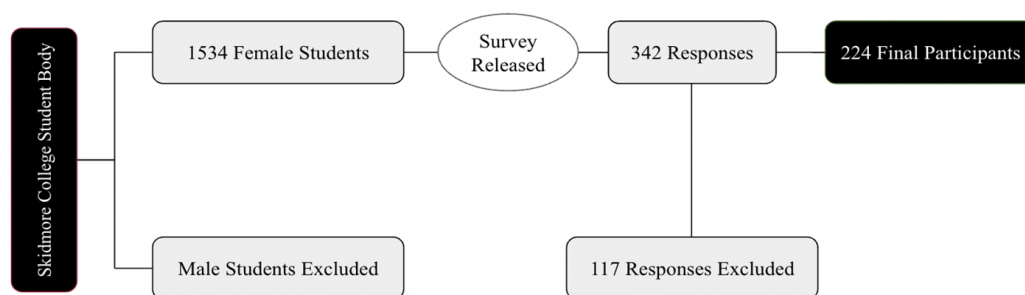 Skidmore College Student Body
1534 Female Students
Survey
Released
342 Responses
224 Final Participants
Male Students Excluded
117 Responses Excluded